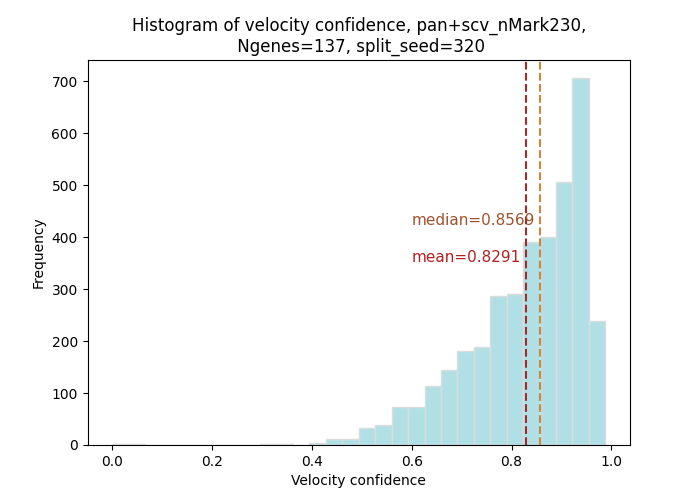 Histogram of velocity confidence, pan+scv_nMark230,
Ngenes=137, split_seed=320
700
600
500
400
300
200
100
0
Frequency
median=0.8569
mean=0.8291
0.0 0.2 0.4 0.6 0.8 1.0
Velocity confidence